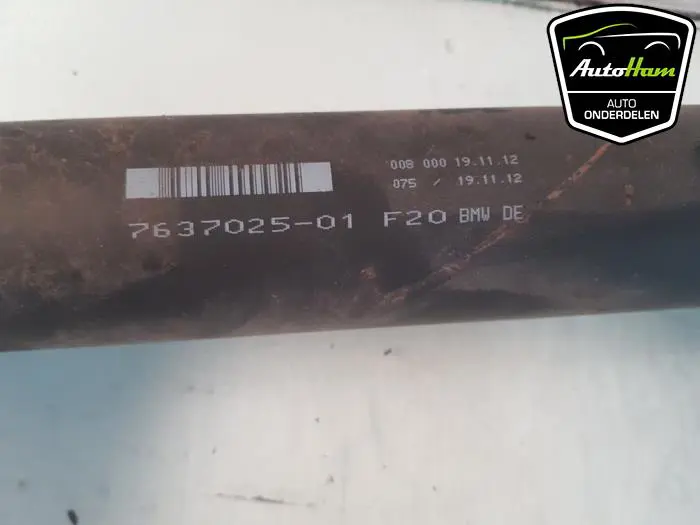 AutoHam
AUTO
ONDERDELEN
008 000 19.11.12
075 / 19.11.12
7637025-01 F20 BMW DE